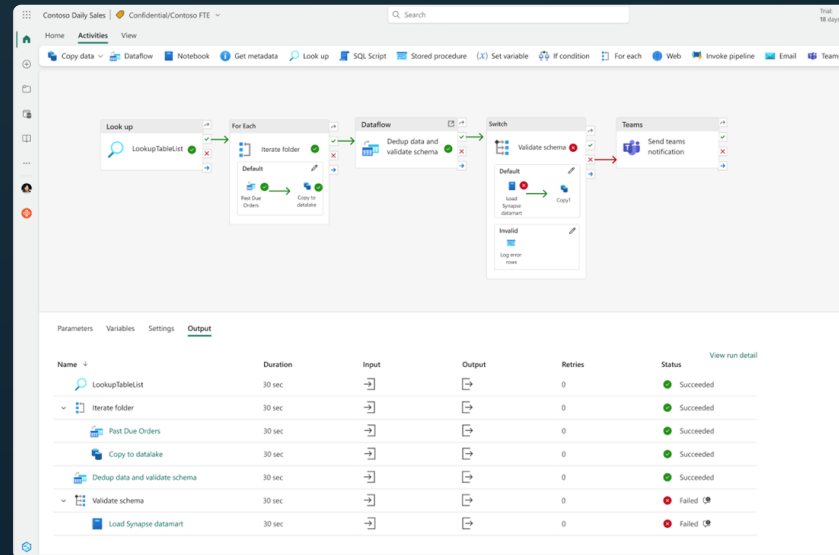 Contoso Daily Sales | Confidential/Contoso FTE
Search
Trial:
18 days
Home Activities View
Copy data Dataflow Notebook Get metadata Look up SQL Script Stored procedure (X) Set variable If condition For each Web Invoke pipeline Email Teams
Look up
LookupTableList
For Each
Iterate folder
Default
Past Due
Orders
Copy to
datalake
Dataflow
Dedup data and
validate schema
Switch
Validate schema
Default
Load
Synapse
datamart
Copy1
Invalid
Log error
rows
Teams
Send teams
notification
Parameters Variables Settings Output
View run detail
Name Duration Input Output Retries Status
LookupTableList 30 sec 0 Succeeded
Iterate folder 30 sec 0 Succeeded
Past Due Orders 30 sec 0 Succeeded
Copy to datalake 30 sec 0 Succeeded
Dedup data and validate schema 30 sec 0 Succeeded
Validate schema 30 sec 0 Failed
Load Synapse datamart 30 sec 0 Failed